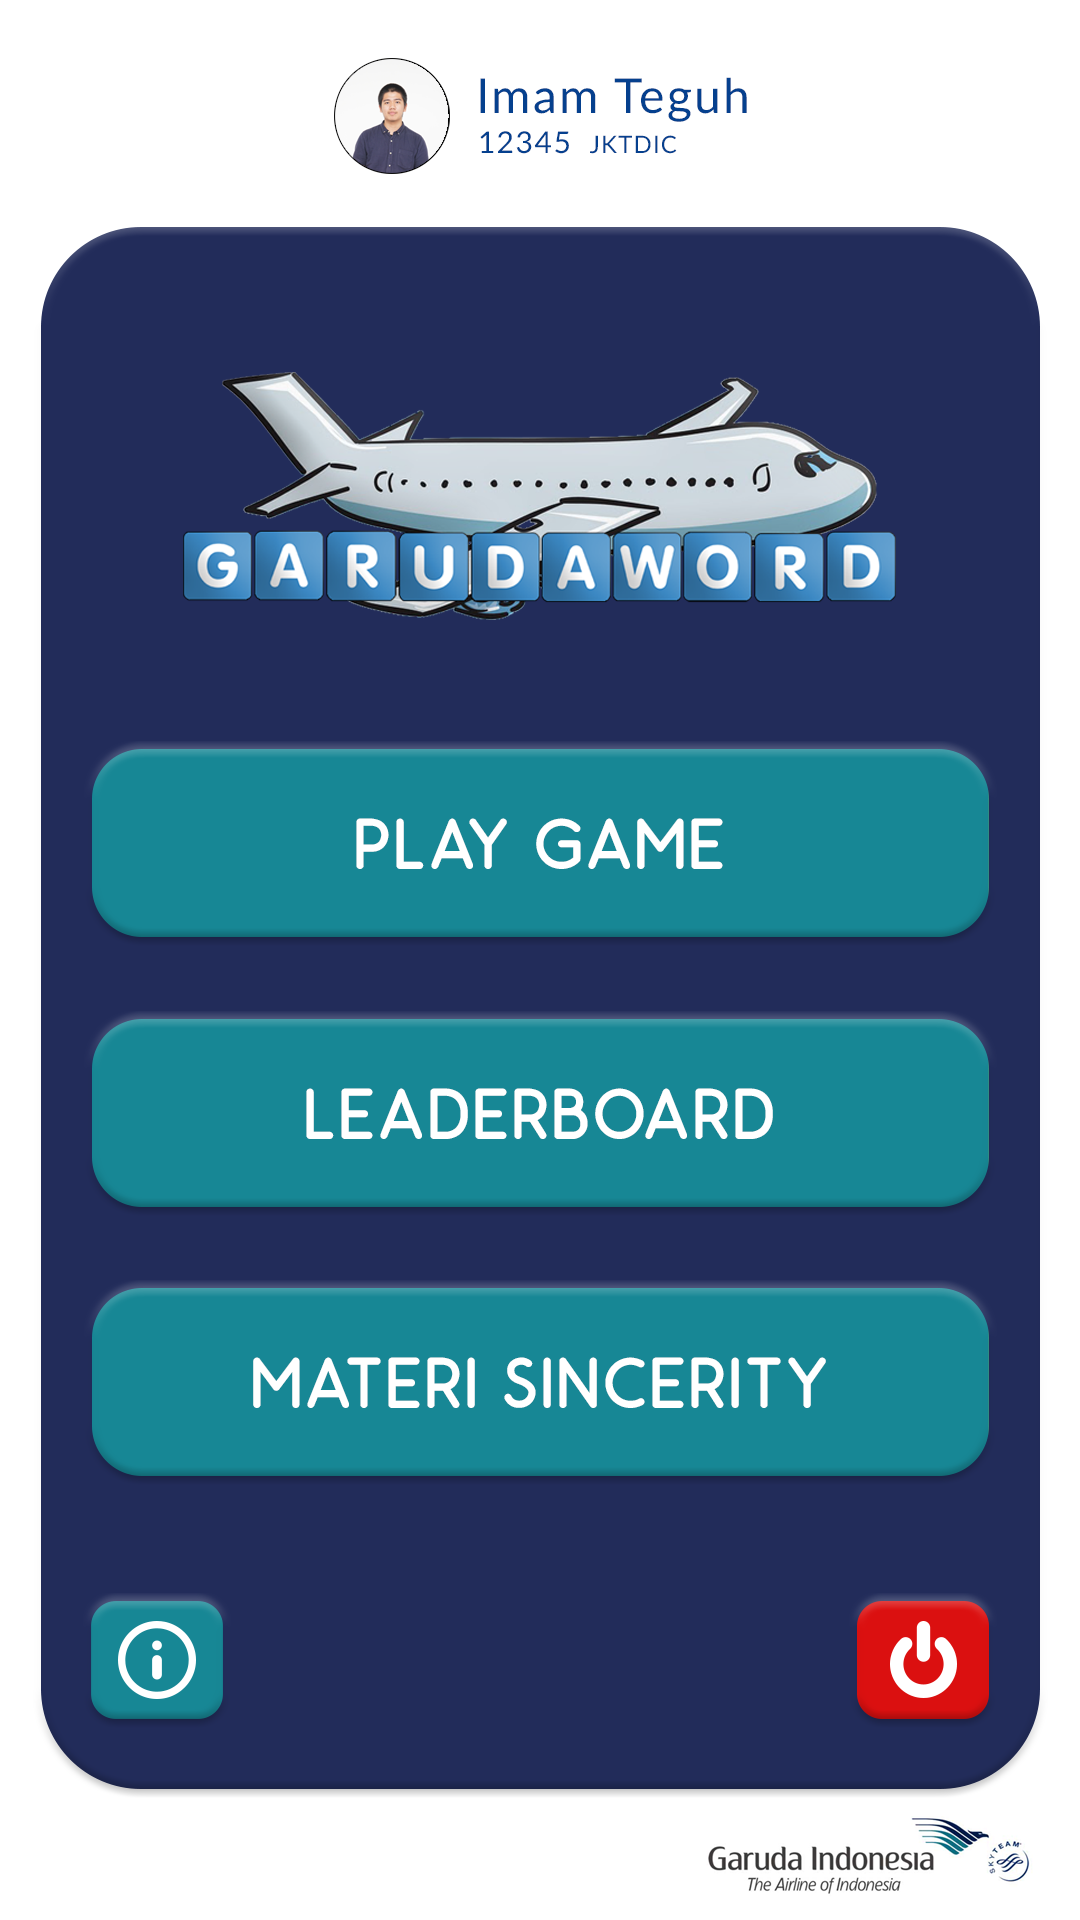 Imam Teguh
12345 JKTDIC
GARUDAWORD
PLAY GAME
LEADERBOARD
MATERI SINCERITY
Garuda Indonesia
The Airline of Indonesia
SKYTEAM